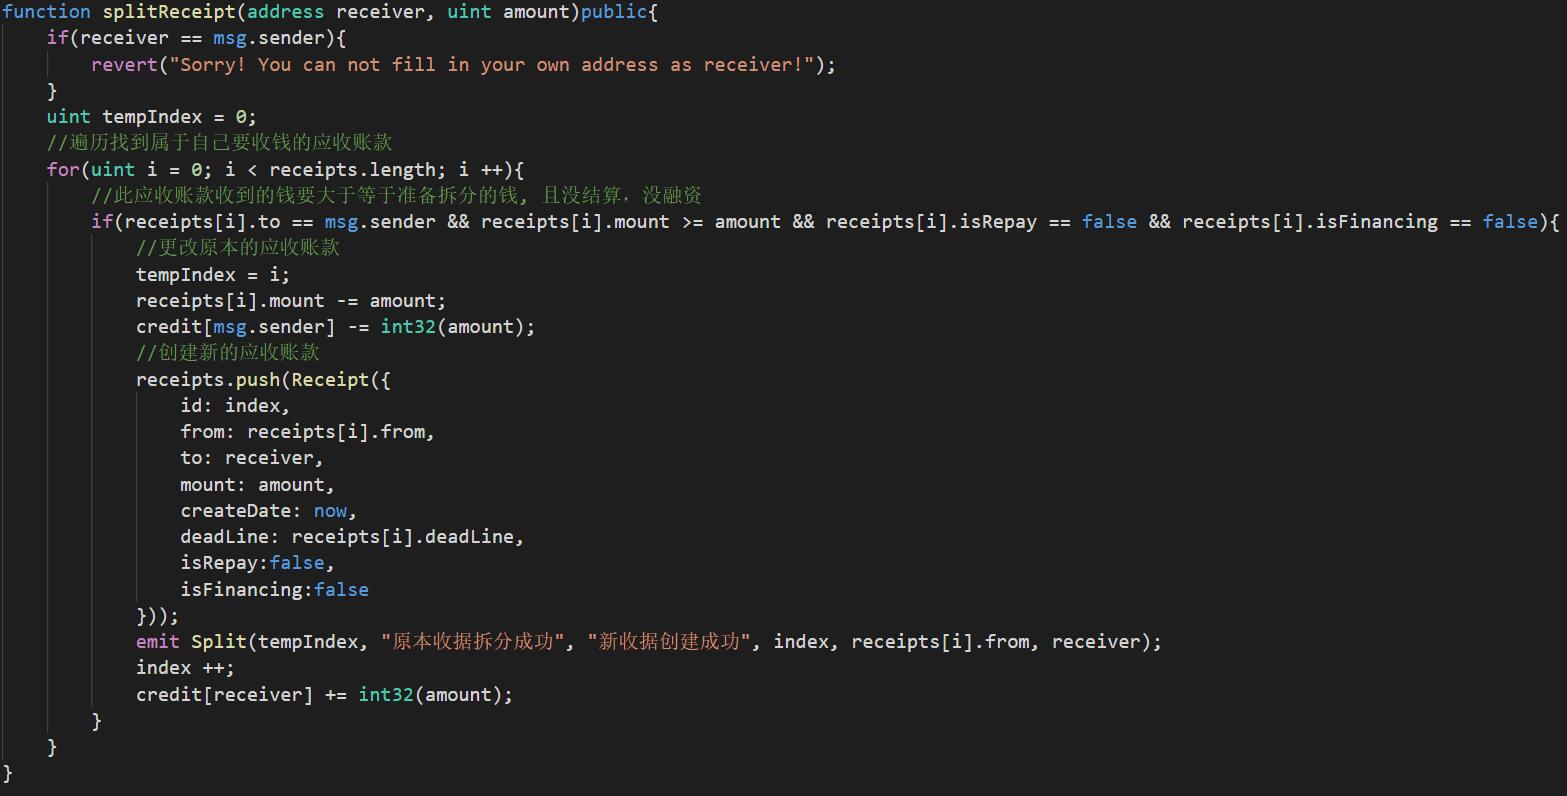 function splitReceipt(address receiver, uint amount)public{
    if(receiver == msg.sender){
        revert("Sorry! You can not fill in your own address as receiver!");
    }
    uint tempIndex = 0;
    //遍历找到属于自己要收钱的应收账款
    for(uint i = 0; i < receipts.length; i ++){
        //此应收账款收到的钱要大于等于准备拆分的钱, 且没结算，没融资
        if(receipts[i].to == msg.sender && receipts[i].mount >= amount && receipts[i].isRepay == false && receipts[i].isFinancing == false){
            //更改原本的应收账款
            tempIndex = i;
            receipts[i].mount -= amount;
            credit[msg.sender] -= int32(amount);
            //创建新的应收账款
            receipts.push(Receipt({
                id: index,
                from: receipts[i].from,
                to: receiver,
                mount: amount,
                createDate: now,
                deadLine: receipts[i].deadLine,
                isRepay:false,
                isFinancing:false
            }));
            emit Split(tempIndex, "原本收据拆分成功", "新收据创建成功", index, receipts[i].from, receiver);
            index ++;
            credit[receiver] += int32(amount);
        }
    }
}